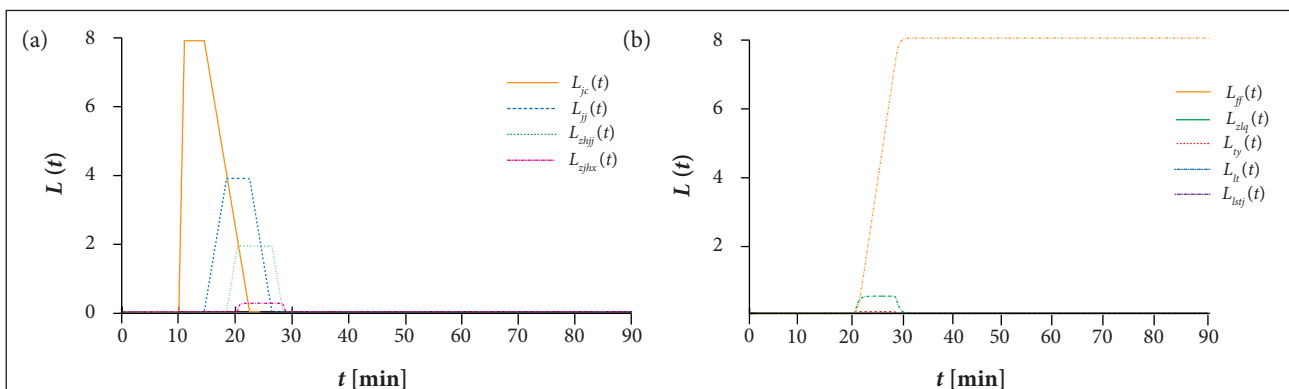 (a)
8
6
4
2
0
L (t)
0 10 20 30 40 50 60 70 80 90
t [min]
L_jc(t)
L_jj(t)
L_zhjj(t)
L_zjhx(t)
(b)
8
6
4
2
L (t)
0 10 20 30 40 50 60 70 80 90
t [min]
L_ff(t)
L_zlq(t)
L_ty(t)
L_lt(t)
L_lstj(t)